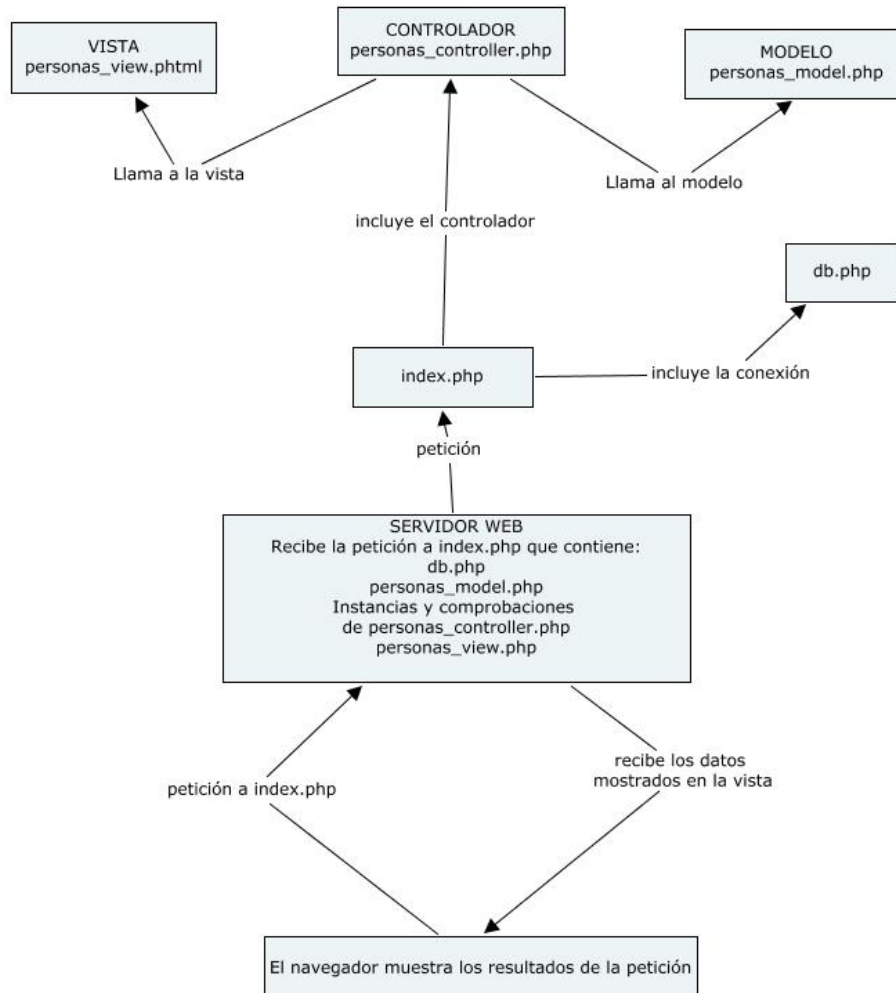 VISTA
personas_view.phtml
CONTROLADOR
personas_controller.php
MODELO
personas_model.php
Llama a la vista
Llama al modelo
incluye el controlador
db.php
index.php
incluye la conexión
petición
SERVIDOR WEB
Recibe la petición a index.php que contiene:
db.php
personas_model.php
Instancias y comprobaciones
de personas_controller.php
personas_view.php
petición a index.php
recibe los datos
mostrados en la vista
El navegador muestra los resultados de la petición